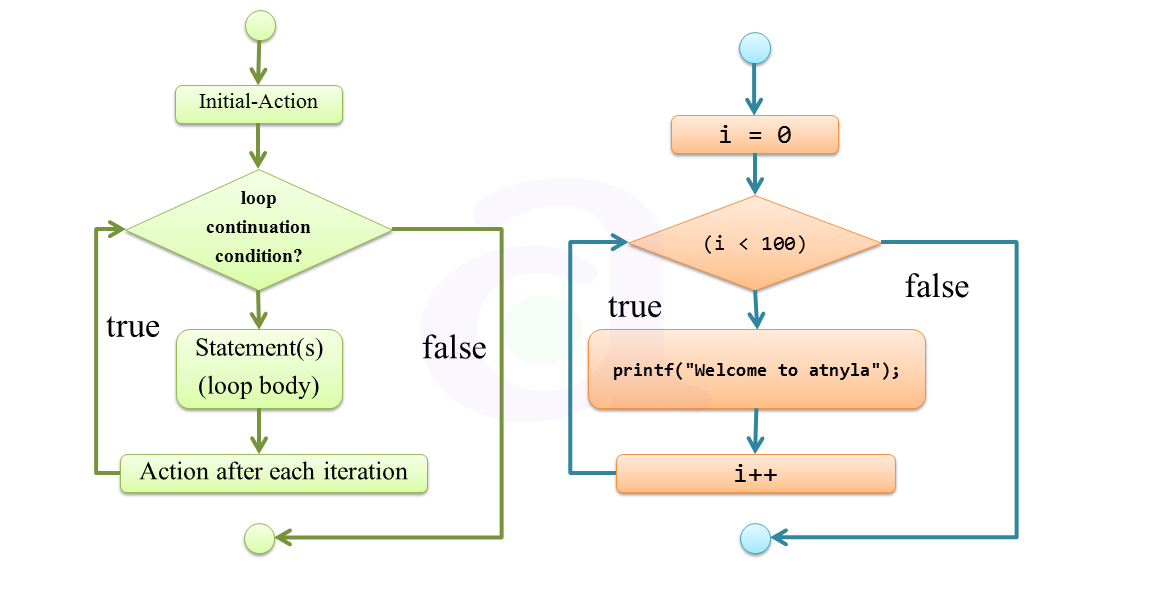 Initial-Action
loop
continuation
condition?
true
false
Statement(s)
(loop body)
Action after each iteration
i = 0
(i < 100)
false
true
printf("Welcome to atnyla");
i++